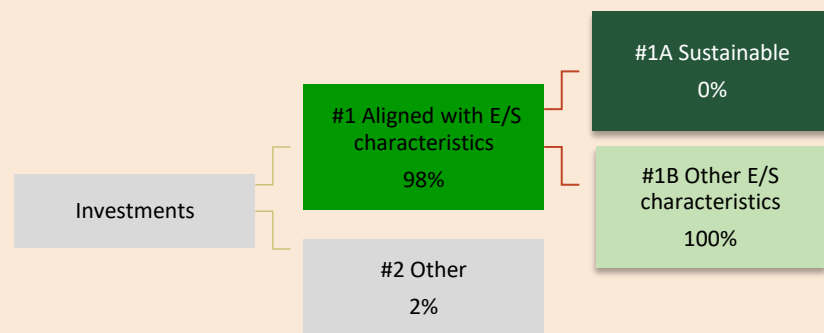 Investments
#1 Aligned with E/S
characteristics
98%
#2 Other
2%
#1A Sustainable
0%
#1B Other E/S
characteristics
100%